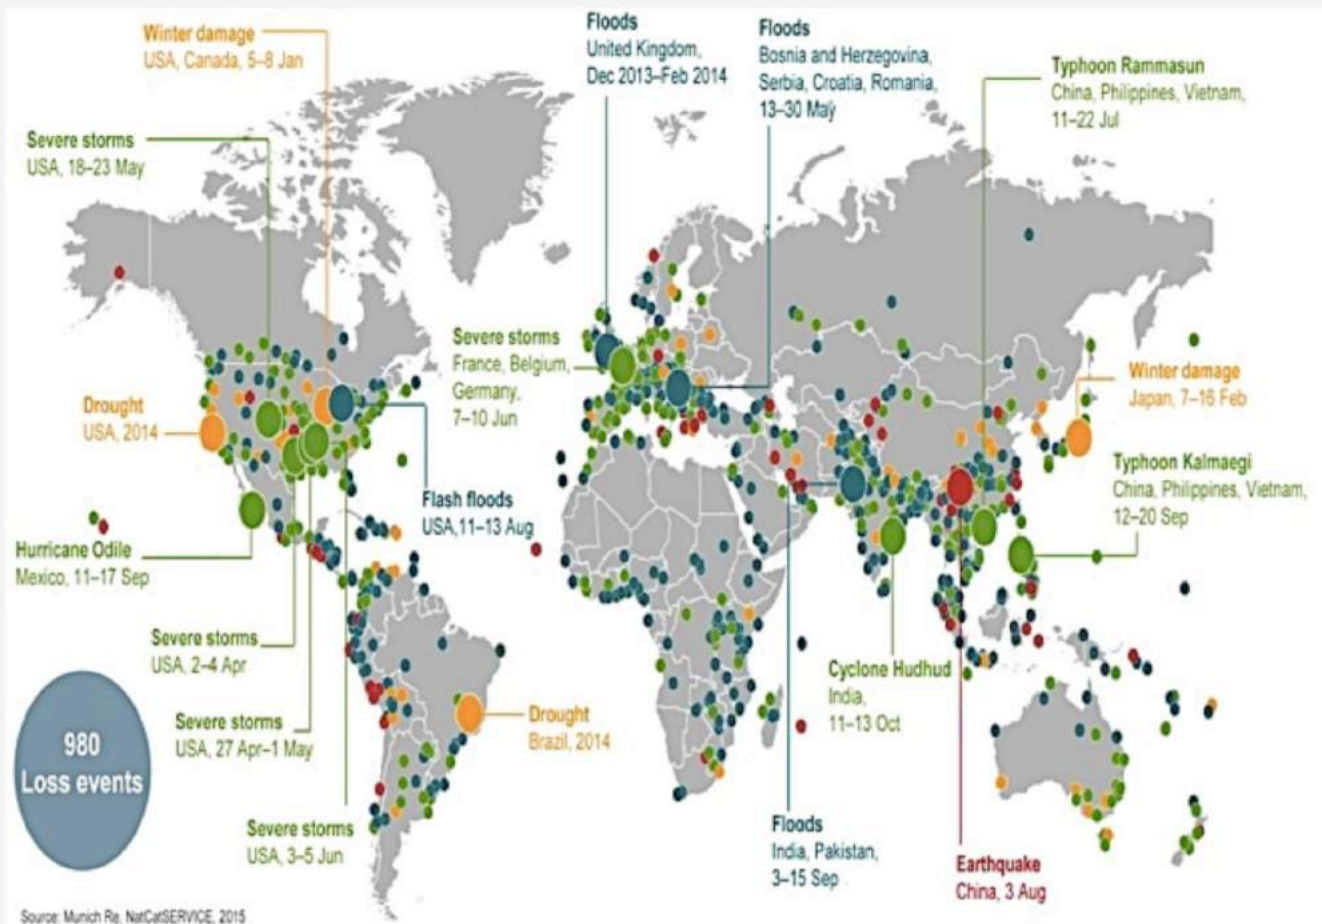 Winter damage
USA, Canada, 5–8 Jan
Floods
United Kingdom,
Dec 2013–Feb 2014
Floods
Bosnia and Herzegovina,
Serbia, Croatia, Romania,
13–30 May
Typhoon Rammasun
China, Philippines, Vietnam,
11–22 Jul
Severe storms
USA, 18–23 May
Severe storms
France, Belgium,
Germany,
7–10 Jun
Winter damage
Japan, 7–16 Feb
Drought
USA, 2014
Typhoon Kalmaegi
China, Philippines, Vietnam,
12–20 Sep
Flash floods
USA,11–13 Aug
Hurricane Odile
Mexico, 11–17 Sep
Severe storms
USA, 2–4 Apr
Cyclone Hudhud
India,
11–13 Oct
Severe storms
USA, 27 Apr–1 May
Drought
Brazil, 2014
980
Loss events
Severe storms
USA, 3–5 Jun
Floods
India, Pakistan,
3–15 Sep
Earthquake
China, 3 Aug
Source: Munich Re, NatCatSERVICE, 2015